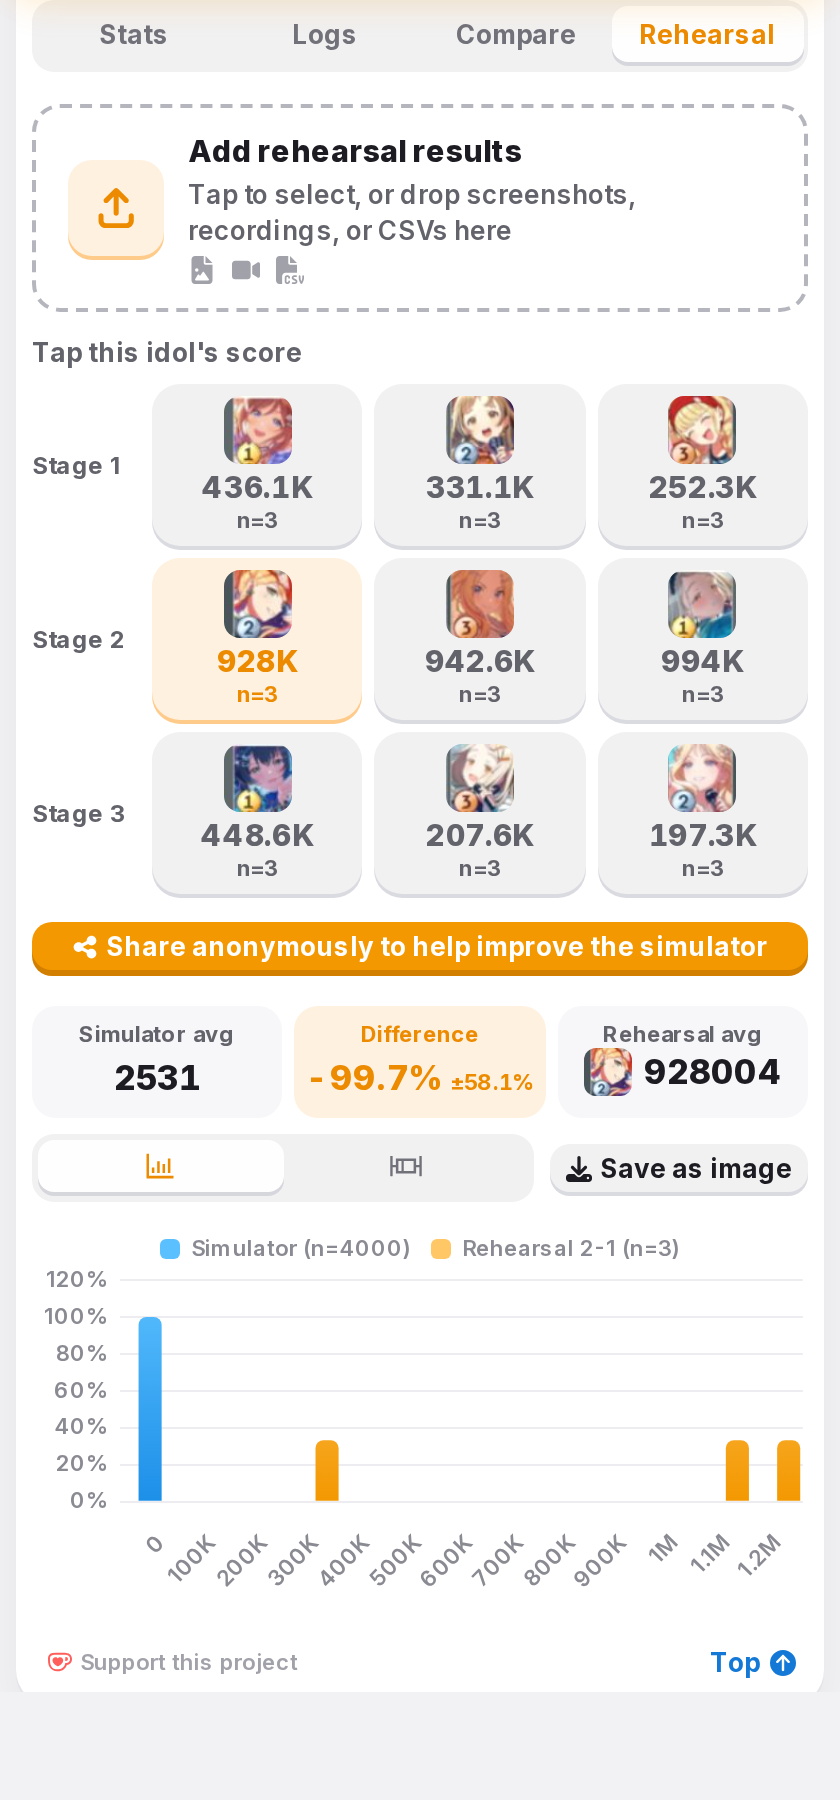 Stats Logs Compare Rehearsal
Add rehearsal results
Tap to select, or drop screenshots,
recordings, or CSVs here
CSV
Tap this idol's score
Stage 1
1 2 3
436.1K 331.1K 252.3K
n=3 n=3 n=3
Stage 2
2 3 1
928K 942.6K 994K
n=3 n=3 n=3
Stage 3
1 3 2
448.6K 207.6K 197.3K
n=3 n=3 n=3
Share anonymously to help improve the simulator
Simulator avg Difference Rehearsal avg
2531 -99.7% ±58.1% 2 928004
Save as image
Simulator (n=4000) Rehearsal 2-1 (n=3)
120%
100%
80%
60%
40%
20%
0%
0 100K 200K 300K 400K 500K 600K 700K 800K 900K 1M 1.1M 1.2M
Support this project Top